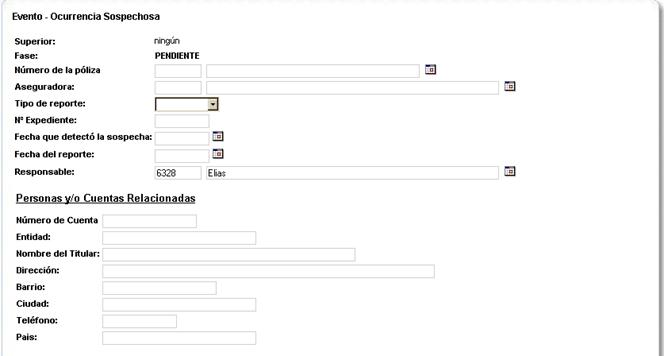 Evento - Ocurrencia Sospechosa
Superior: ningún
Fase: PENDIENTE
Número de la póliza
Aseguradora:
Tipo de reporte:
Nº Expediente:
Fecha que detectó la sospecha:
Fecha del reporte:
Responsable: 6328 Elias
Personas y/o Cuentas Relacionadas
Número de Cuenta
Entidad:
Nombre del Titular:
Dirección:
Barrio:
Ciudad:
Teléfono:
Pais: